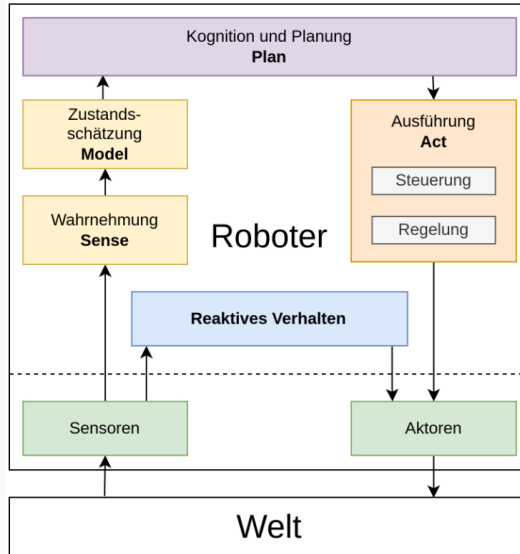 Kognition und Planung
Plan
Zustands-
schätzung
Model
Ausführung
Act
Steuerung
Regelung
Wahrnehmung
Sense
Roboter
Reaktives Verhalten
Sensoren
Aktoren
Welt